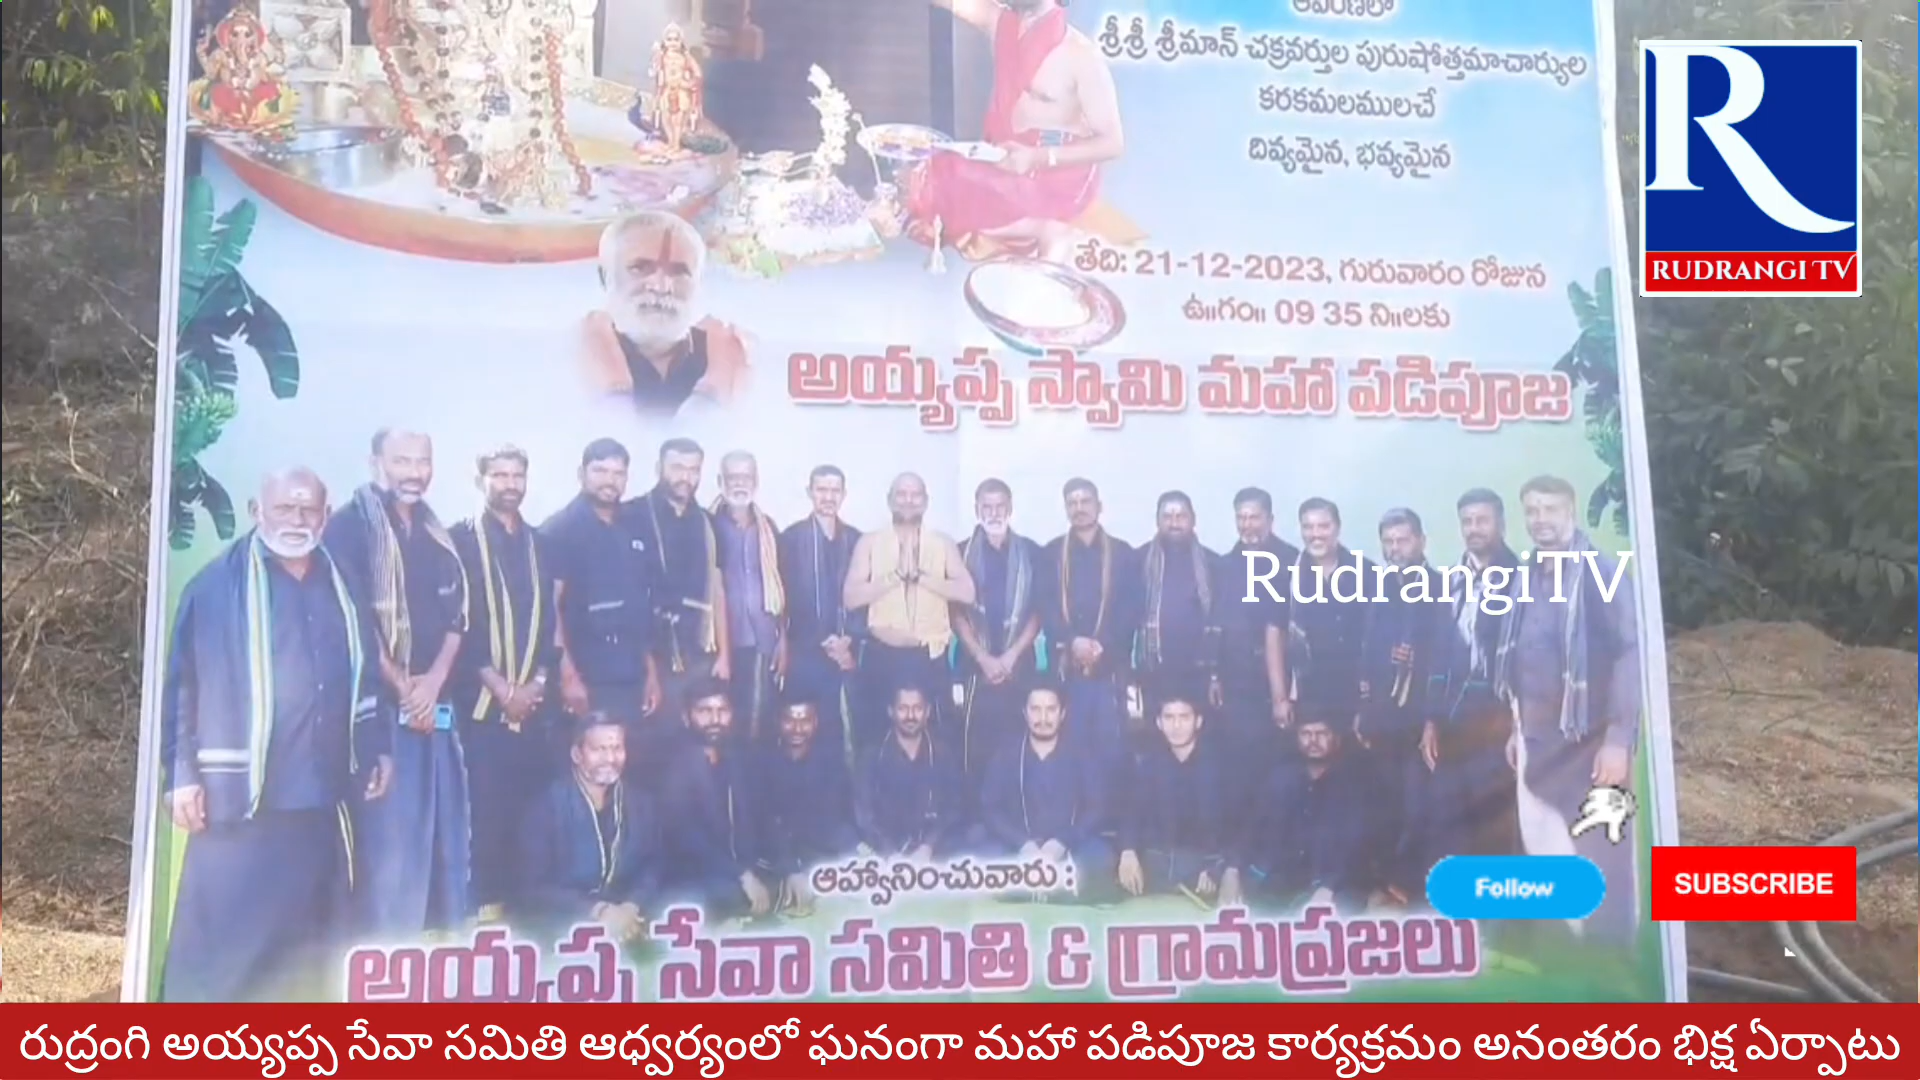 శ్రీశ్రీ శ్రీమాన్ చక్రవర్తుల పురుషోత్తమాచార్యుల
కరకమలములచే
దివ్యమైన, భవ్యమైన
తేది: 21-12-2023, గురువారం రోజున
ఉ॥గం॥ 09 35 ని॥లకు
అయ్యప్ప స్వామి మహా పడిపూజ
ఆహ్వానించువారు :
అయ్యప్ప సేవా సమితి & గ్రామప్రజలు
R
RUDRANGI TV
RudrangiTV
Follow
SUBSCRIBE
రుద్రంగి అయ్యప్ప సేవా సమితి ఆధ్వర్యంలో ఘనంగా మహా పడిపూజ కార్యక్రమం అనంతరం భిక్ష ఏర్పాటు